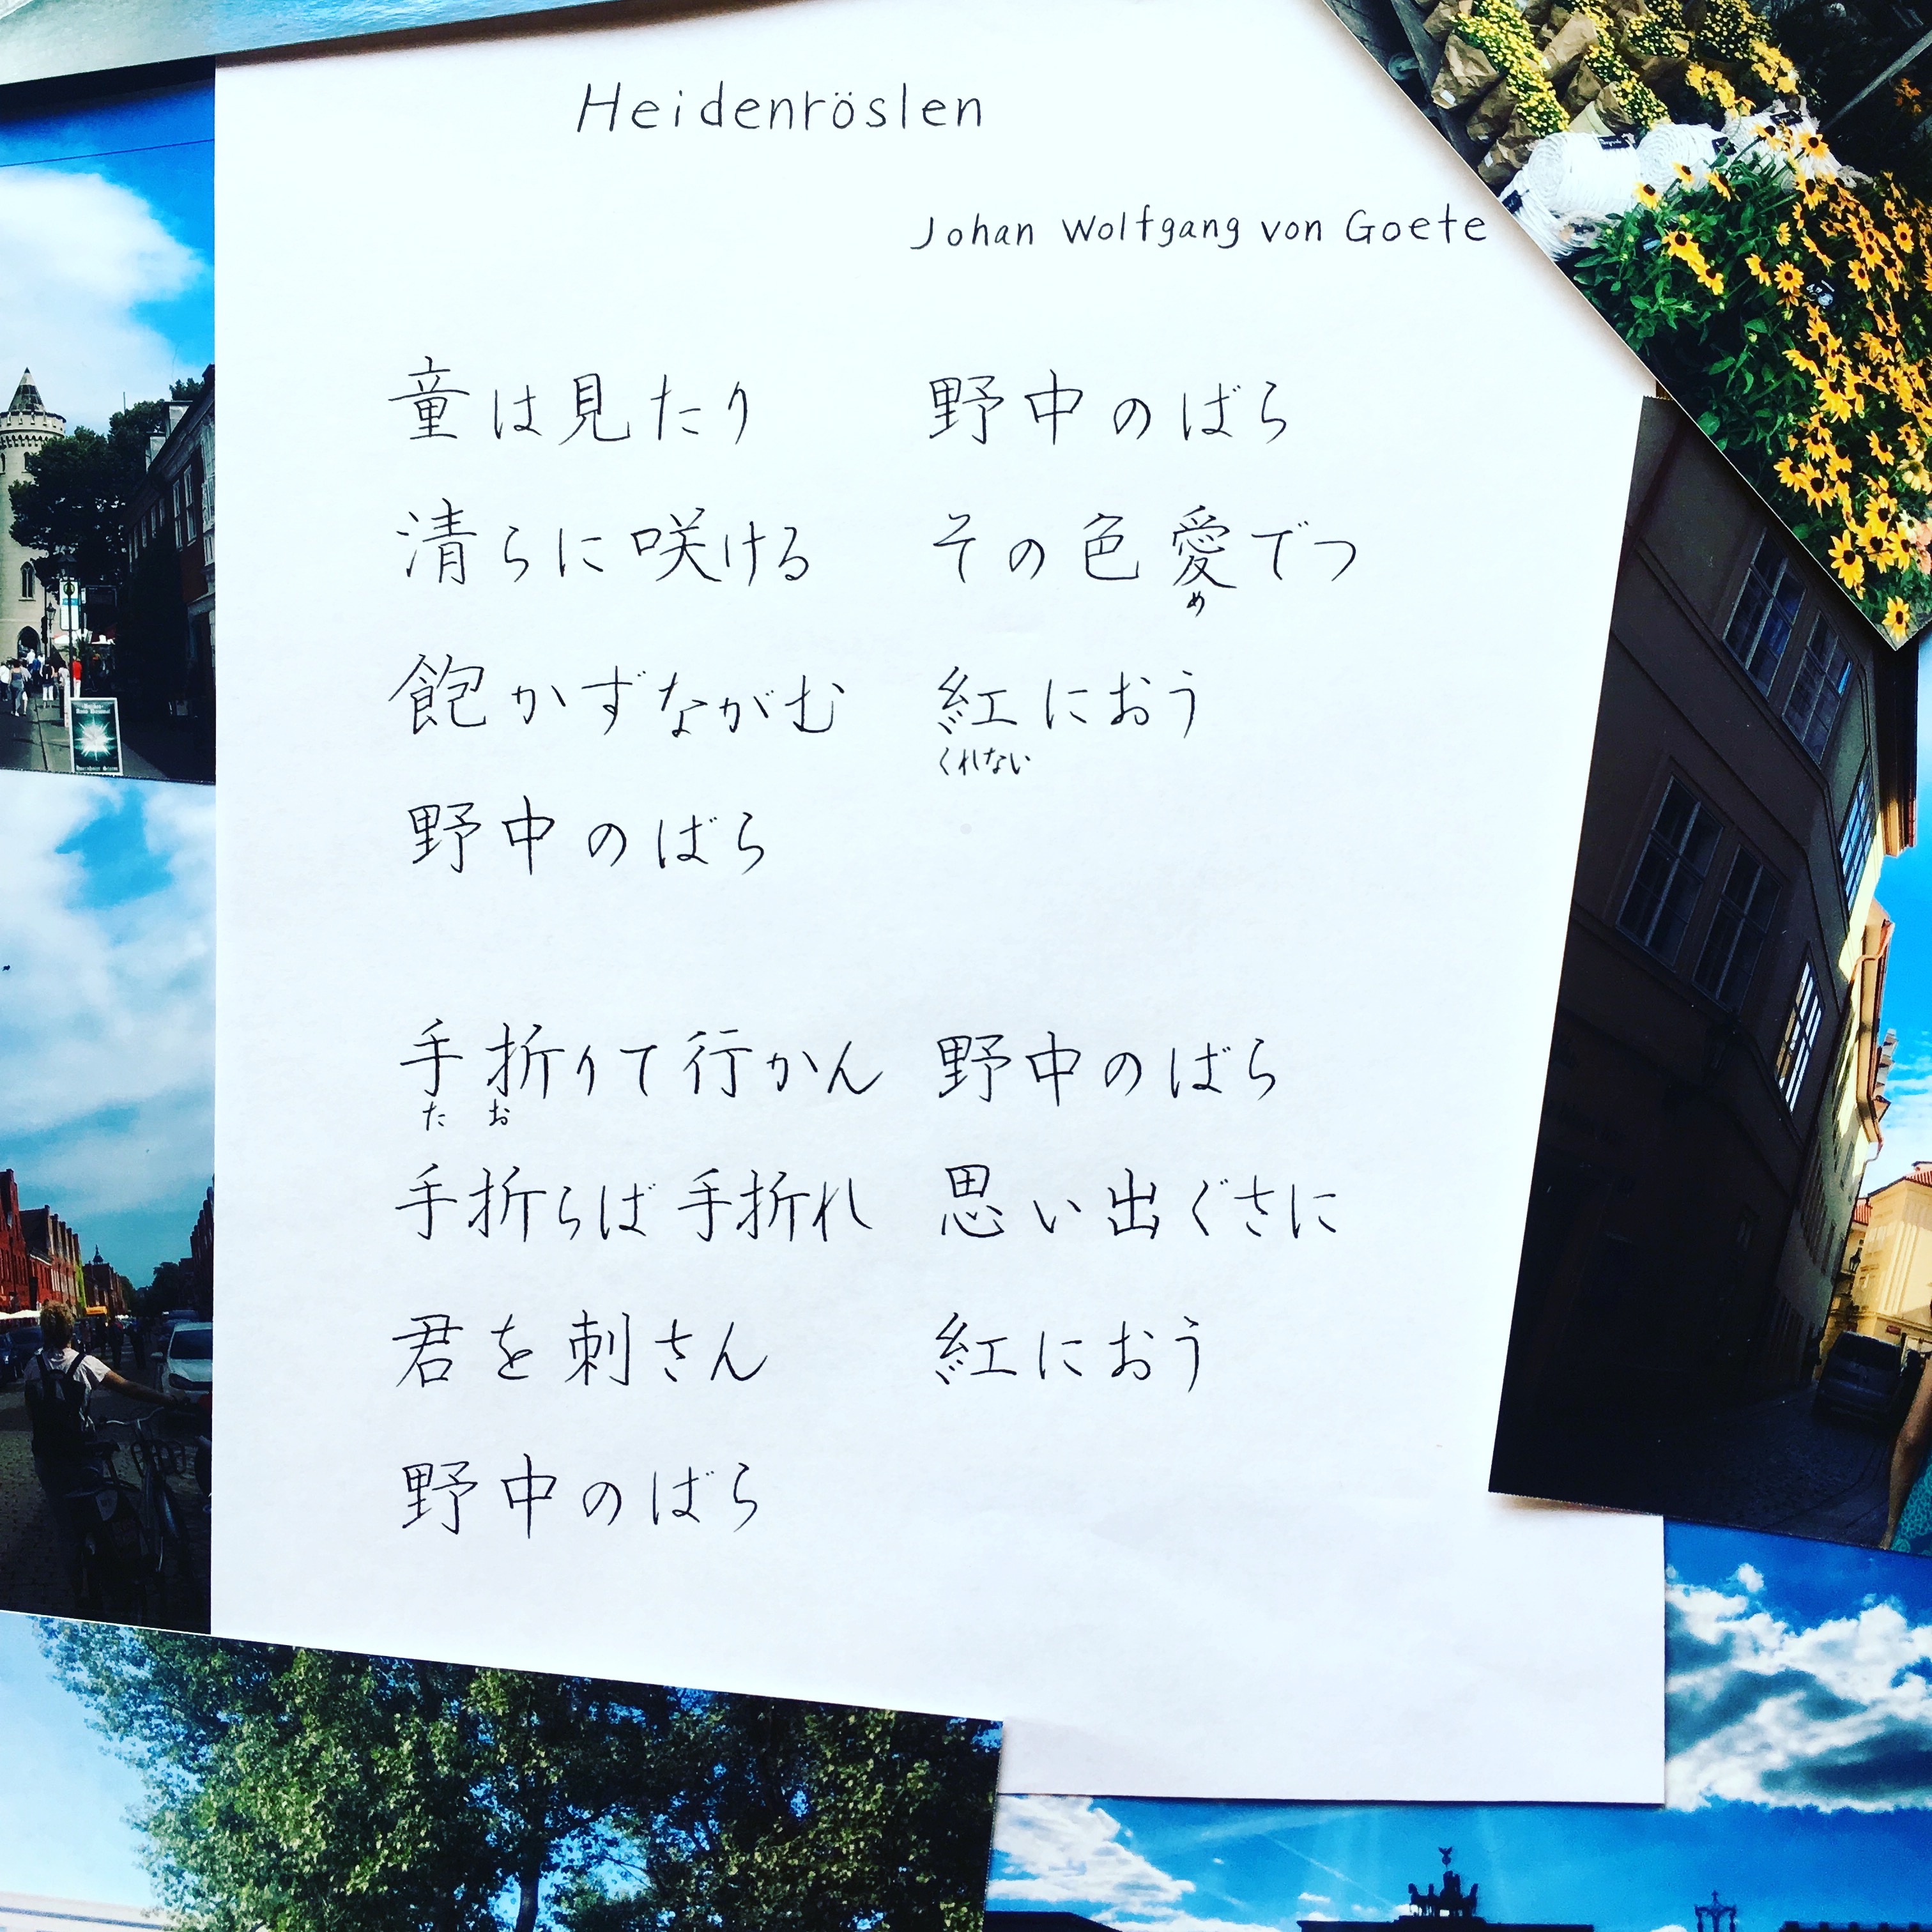 Heidenröslen
Johan Wolfgang von Goete
童は見たり 野中のばら
清らに咲ける その色愛でつ
め
飽かずながむ 紅におう
くれない
野中のばら
手折りて行かん 野中のばら
た お
手折らば手折れ 思い出ぐさに
君を刺さん 紅におう
野中のばら